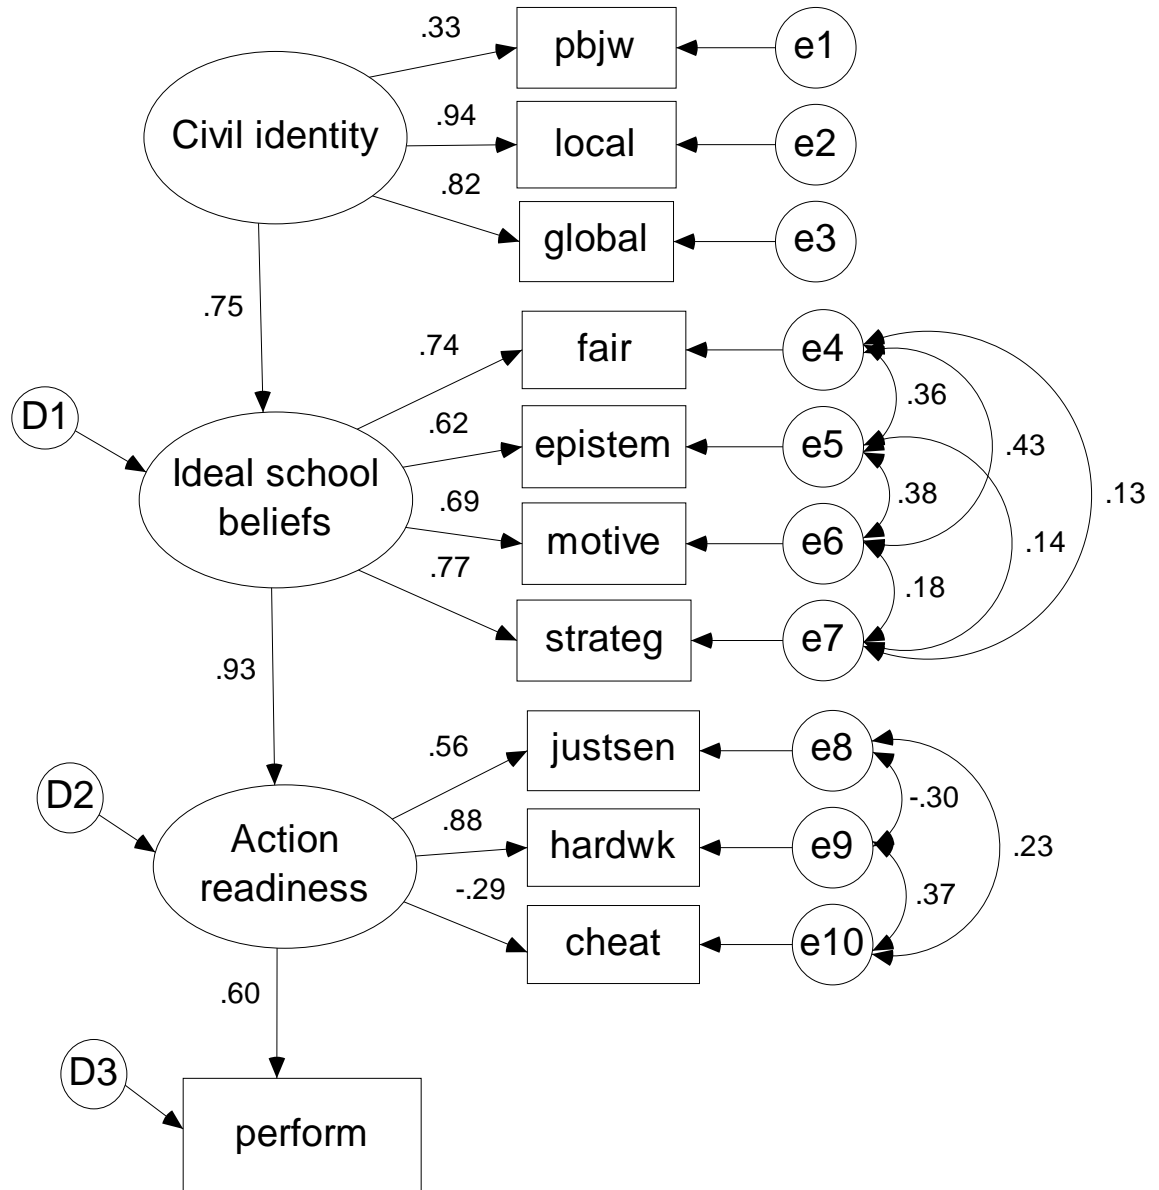 .33
pbjw
e1
Civil identity
.94
local
e2
.82
global
e3
.75
.74
fair
e4
.36
D1
.62
epistem
e5
.43
Ideal school
beliefs
.69
motive
e6
.38
.13
.14
.77
strateg
e7
.18
.93
.56
justsen
e8
-.30
D2
Action
readiness
.88
hardwk
e9
.23
-.29
cheat
e10
.37
.60
D3
perform